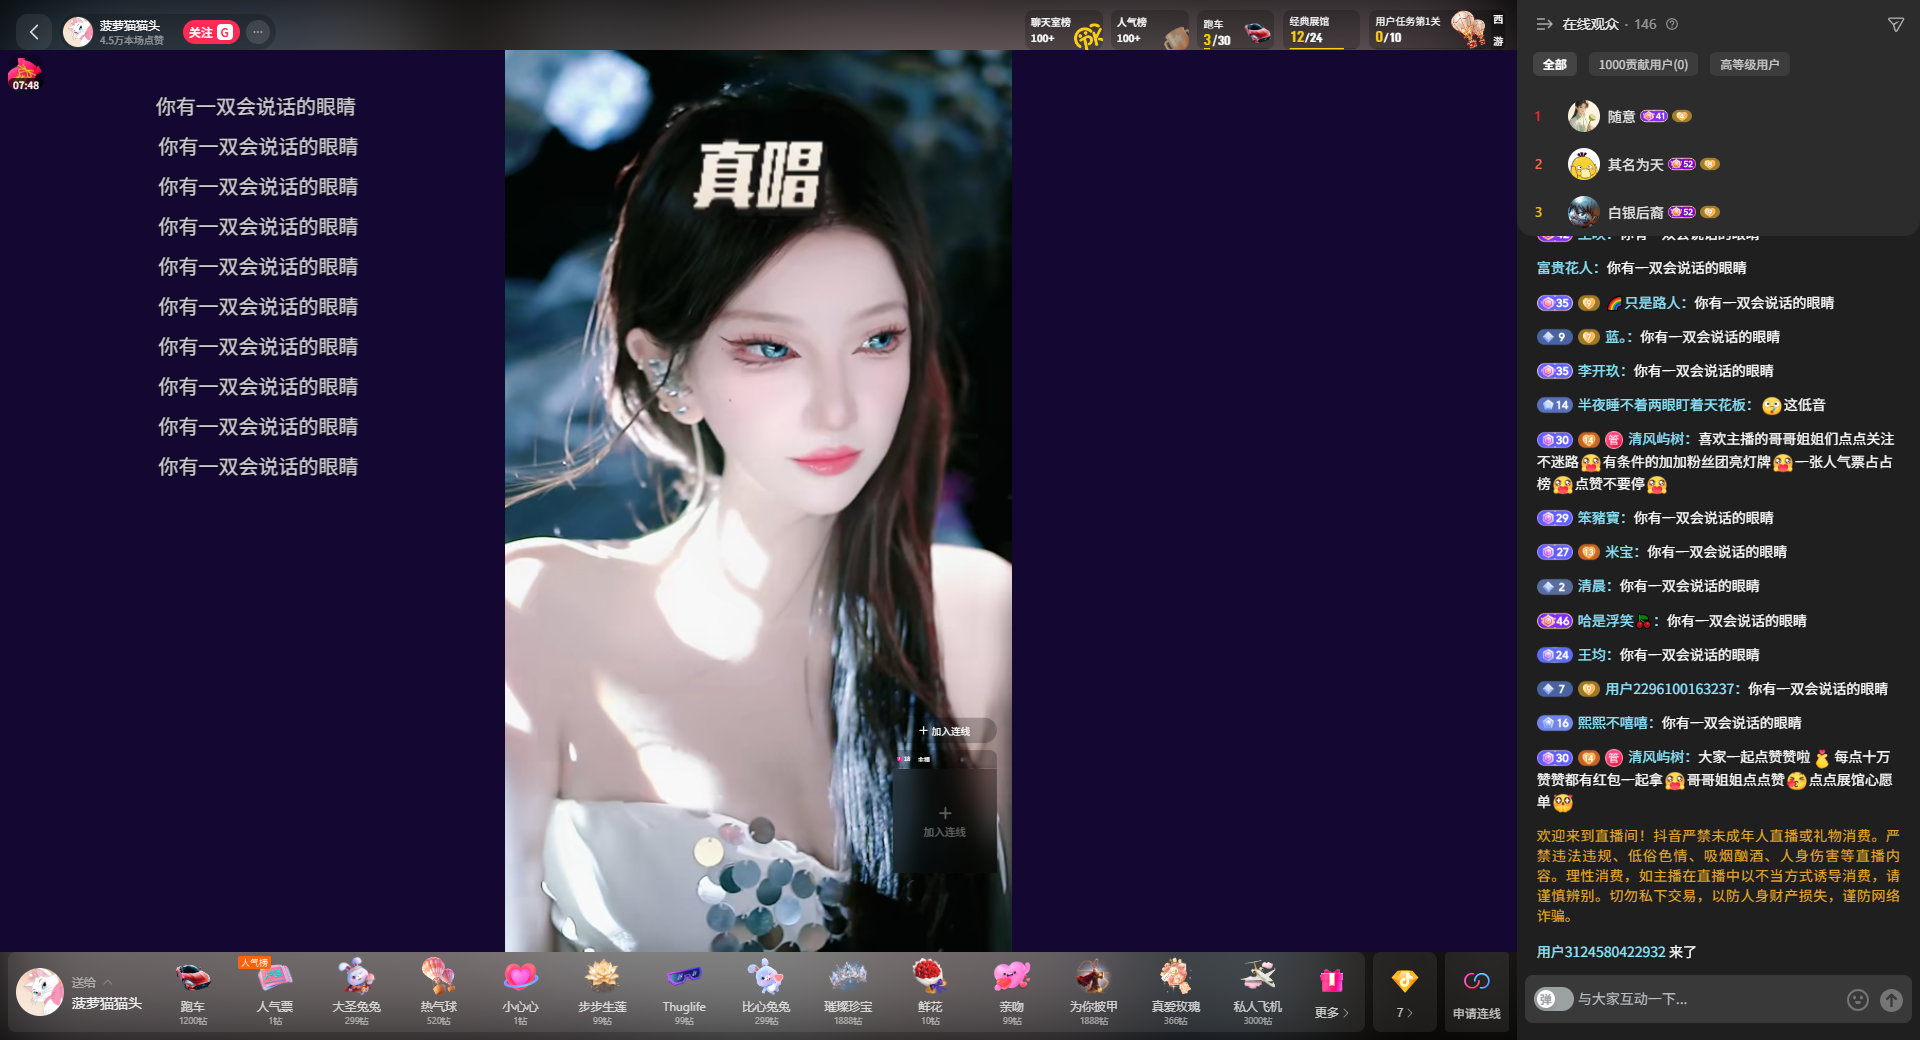 菠萝猫猫头
4.5万本场点赞
关注 G
聊天室榜
100+
人气榜
100+
跑车
3/30
经典展馆
12/24
用户任务第1关
0/10
西
游
07:48
你有一双会说话的眼睛
你有一双会说话的眼睛
你有一双会说话的眼睛
你有一双会说话的眼睛
你有一双会说话的眼睛
你有一双会说话的眼睛
你有一双会说话的眼睛
你有一双会说话的眼睛
你有一双会说话的眼睛
你有一双会说话的眼睛
真唱
加入连线
主播
加入连线
在线观众 · 146
全部
1000贡献用户(0)
高等级用户
1 随意 41
2 其名为天 52
3 白银后裔 52
富贵花人：你有一双会说话的眼睛
35 只是路人：你有一双会说话的眼睛
9 蓝。：你有一双会说话的眼睛
35 李开玖：你有一双会说话的眼睛
14 半夜睡不着两眼盯着天花板：这低音
30 14 管 清风屿树：喜欢主播的哥哥姐姐们点点关注
不迷路有条件的加加粉丝团亮灯牌一张人气票占占
榜点赞不要停
29 笨豬寶：你有一双会说话的眼睛
27 13 米宝：你有一双会说话的眼睛
2 清晨：你有一双会说话的眼睛
46 哈是浮笑🍒：你有一双会说话的眼睛
24 王均：你有一双会说话的眼睛
7 用户2296100163237：你有一双会说话的眼睛
16 熙熙不嘻嘻：你有一双会说话的眼睛
30 14 管 清风屿树：大家一起点赞赞啦每点十万
赞赞都有红包一起拿哥哥姐姐点点赞点点展馆心愿
单
欢迎来到直播间！抖音严禁未成年人直播或礼物消费。严
禁违法违规、低俗色情、吸烟酗酒、人身伤害等直播内
容。理性消费，如主播在直播中以不当方式诱导消费，请
谨慎辨别。切勿私下交易，以防人身财产损失，谨防网络
诈骗。
用户3124580422932 来了
弹 与大家互动一下...
送给
菠萝猫猫头
跑车
1200钻
人气榜
人气票
1钻
大圣兔兔
299钻
热气球
520钻
小心心
1钻
步步生莲
99钻
Thuglife
99钻
比心兔兔
299钻
璀璨珍宝
1888钻
鲜花
10钻
亲吻
99钻
为你披甲
1888钻
真爱玫瑰
366钻
私人飞机
3000钻
更多
7
申请连线